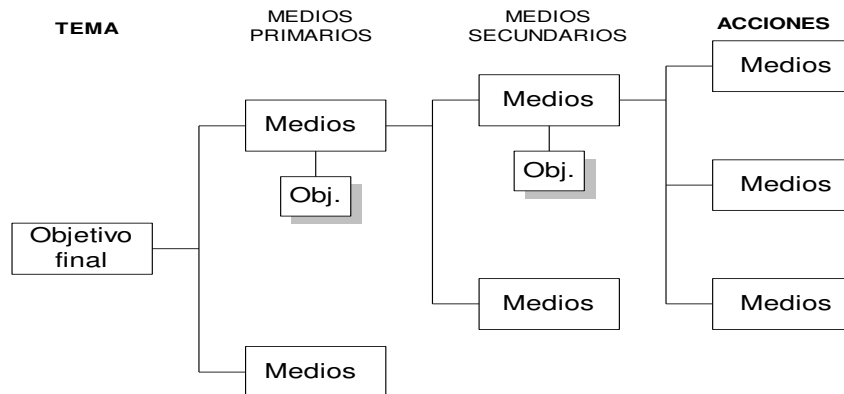 TEMA
MEDIOS
PRIMARIOS
MEDIOS
SECUNDARIOS
ACCIONES
Medios
Medios
Medios
Obj.
Obj.
Medios
Objetivo
final
Medios
Medios
Medios